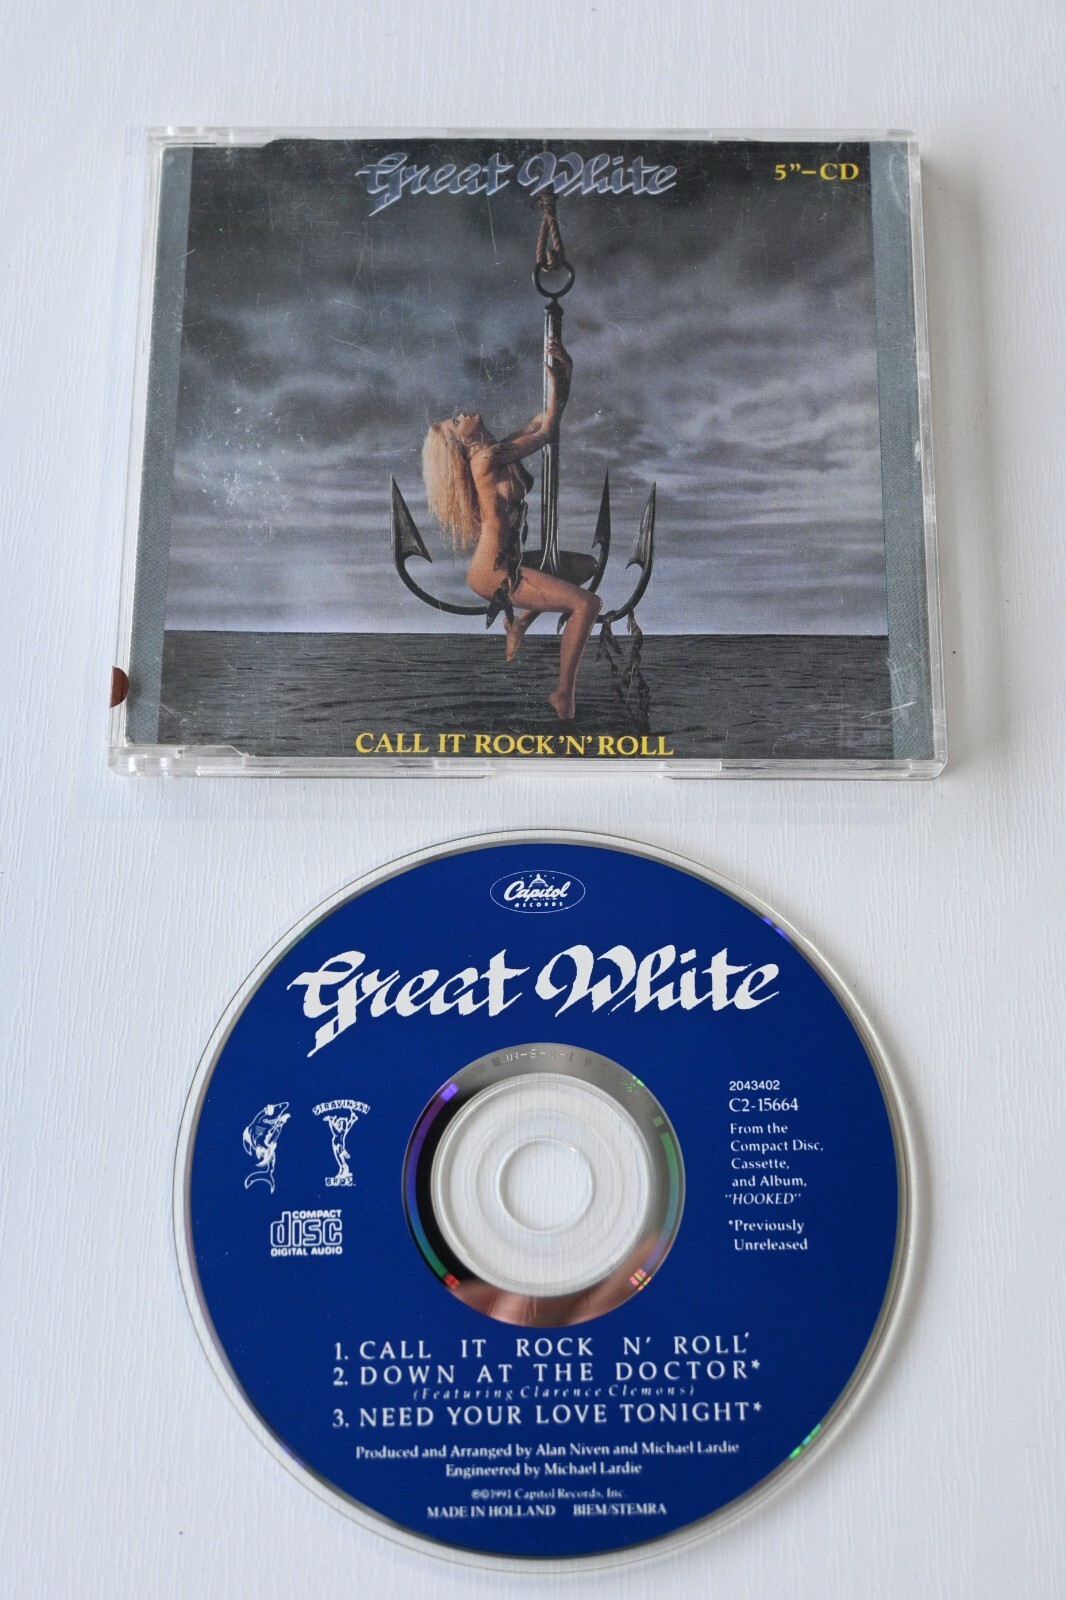 Great White
5"-CD
CALL IT ROCK 'N' ROLL
Capitol
RECORDS
Great White
STRAVINSKI
BROS.
COMPACT
disc
DIGITAL AUDIO
2043402
C2-15664
From the
Compact Disc,
Cassette,
and Album,
"HOOKED"
*Previously
Unreleased
1. CALL IT ROCK N' ROLL'
2. DOWN AT THE DOCTOR*
(Featuring Clarence Clemons)
3. NEED YOUR LOVE TONIGHT*
Produced and Arranged by Alan Niven and Michael Lardie
Engineered by Michael Lardie
℗©1991 Capitol Records, Inc.
MADE IN HOLLAND BIEM/STEMRA